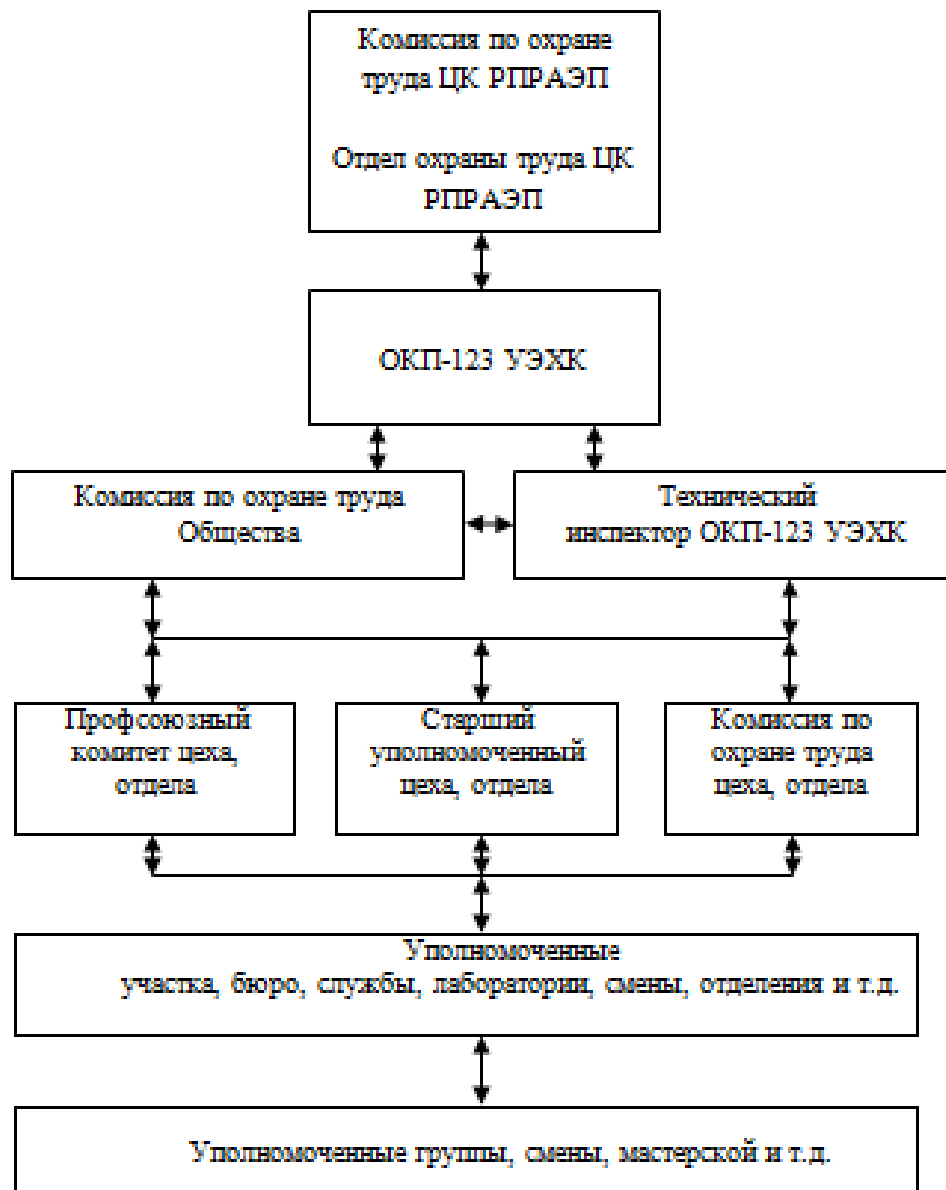 Комиссия по охране
труда ЦК РПРАЭП
Отдел охраны труда ЦК
РПРАЭП
ОКП-123 УЭХК
Комиссия по охране труда
Общества
Технический
инспектор ОКП-123 УЭХК
Профсоюзный
комитет цеха,
отдела
Старший
уполномоченный
цеха, отдела
Комиссия по
охране труда
цеха, отдела
Уполномоченные
участка, бюро, службы, лаборатории, смены, отделения и т.д.
Уполномоченные группы, смены, мастерской и т.д.